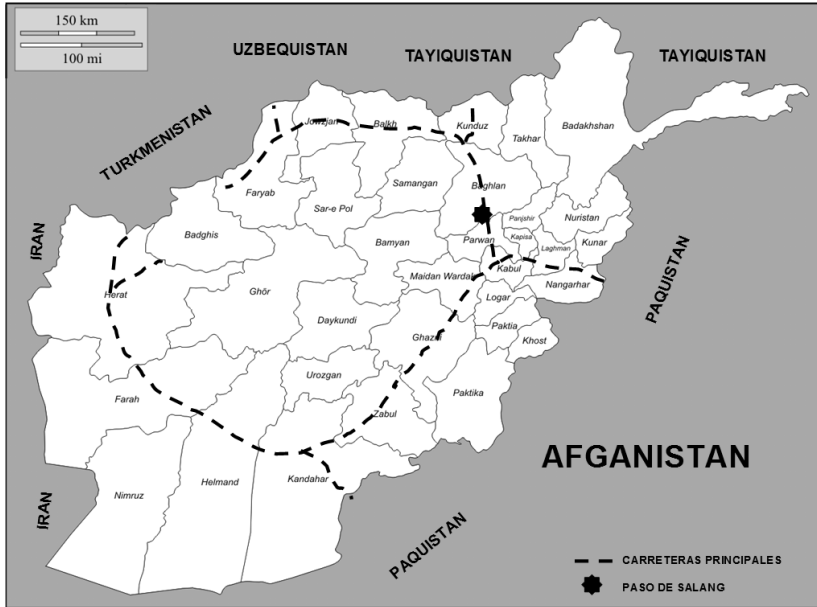 150 km
100 mi
UZBEQUISTAN
TAYIQUISTAN
TAYIQUISTAN
TURKMENISTAN
Jowzjan
Balkh
Kunduz
Takhar
Badakhshan
Faryab
Samangan
Baghlan
Sar-e Pol
Panjshir
Nuristan
Badghis
Bamyan
Parwan
Kapisa
Laghman
Kunar
IRAN
Maidan Wardak
Kabul
Nangarhar
PAQUISTAN
Herat
Ghōr
Logar
Daykundi
Ghazni
Paktia
Khost
Urozgan
Paktika
Farah
Zabul
AFGANISTAN
Nimruz
Helmand
Kandahar
IRAN
PAQUISTAN
CARRETERAS PRINCIPALES
PASO DE SALANG